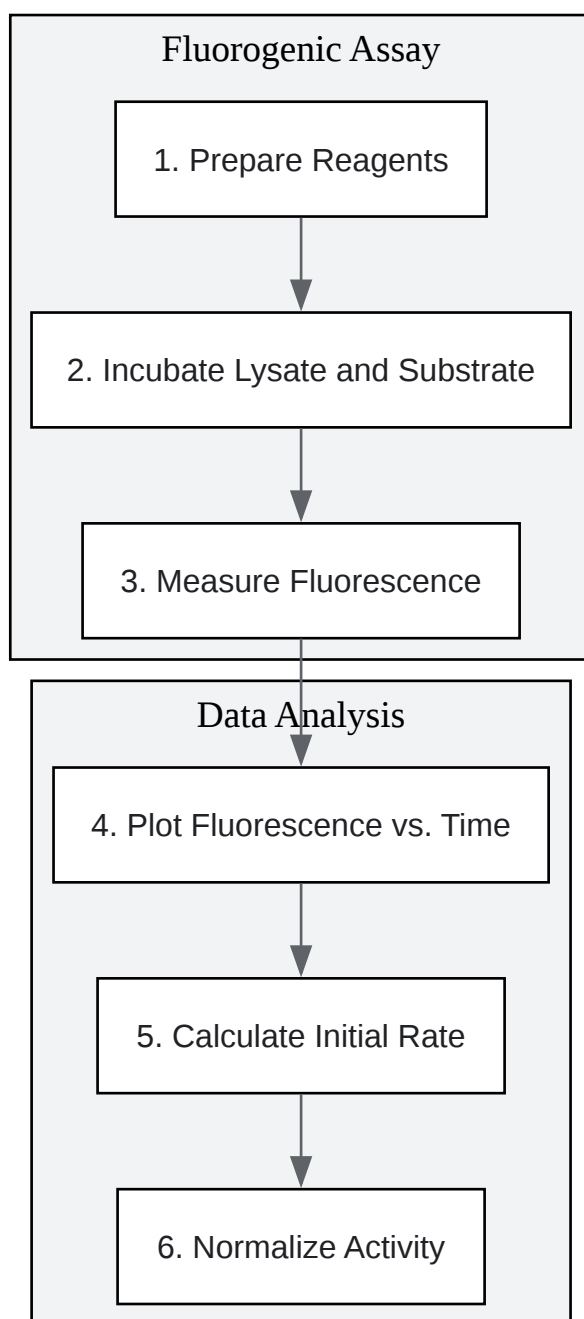 Fluorogenic Assay
1. Prepare Reagents
2. Incubate Lysate and Substrate
3. Measure Fluorescence
Data Analysis
4. Plot Fluorescence vs. Time
5. Calculate Initial Rate
6. Normalize Activity